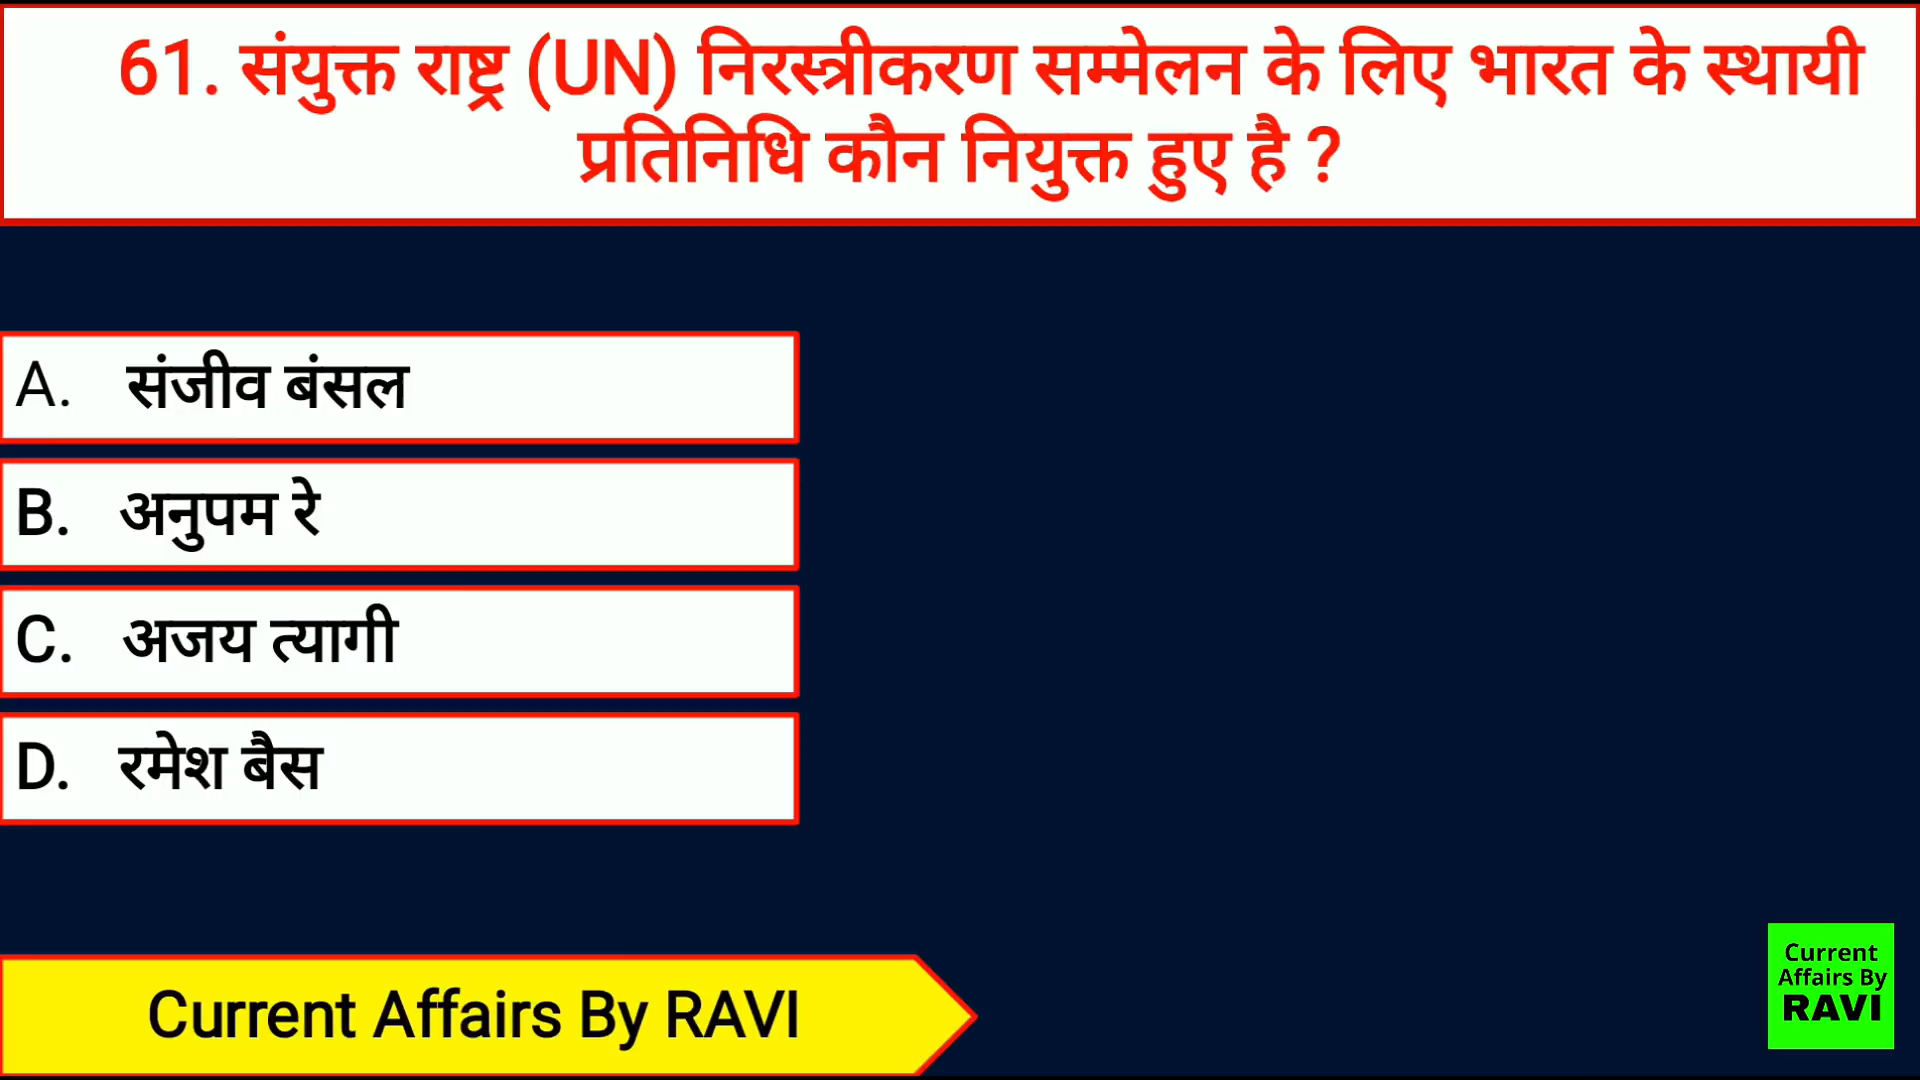 61. संयुक्त राष्ट्र (UN) निरस्त्रीकरण सम्मेलन के लिए भारत के स्थायी
प्रतिनिधि कौन नियुक्त हुए है ?
A. संजीव बंसल
B. अनुपम रे
C. अजय त्यागी
D. रमेश बैस
Current Affairs By RAVI
Current
Affairs By
RAVI